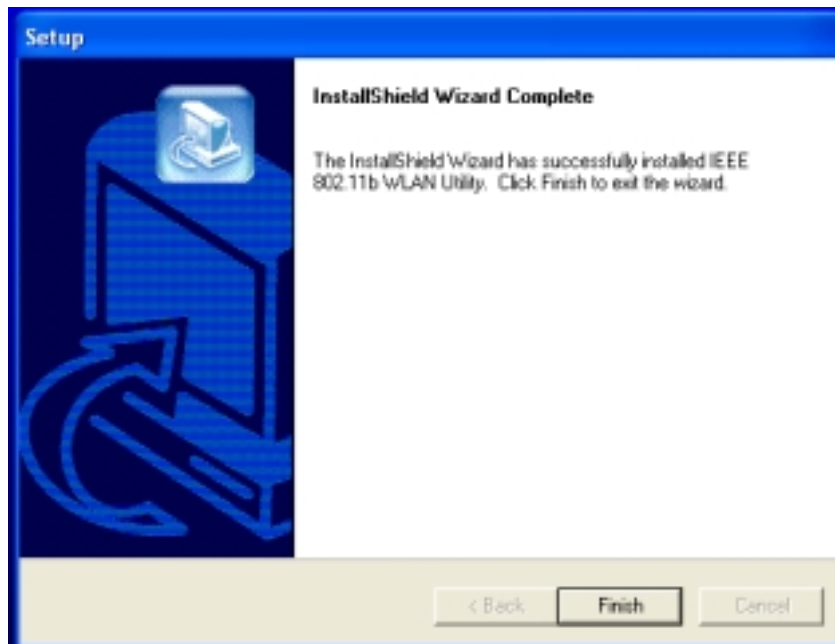 Setup
InstallShield Wizard Complete
The InstallShield Wizard has successfully installed IEEE
802.11b WLAN Utility. Click Finish to exit the wizard.
< Back
Finish
Cancel